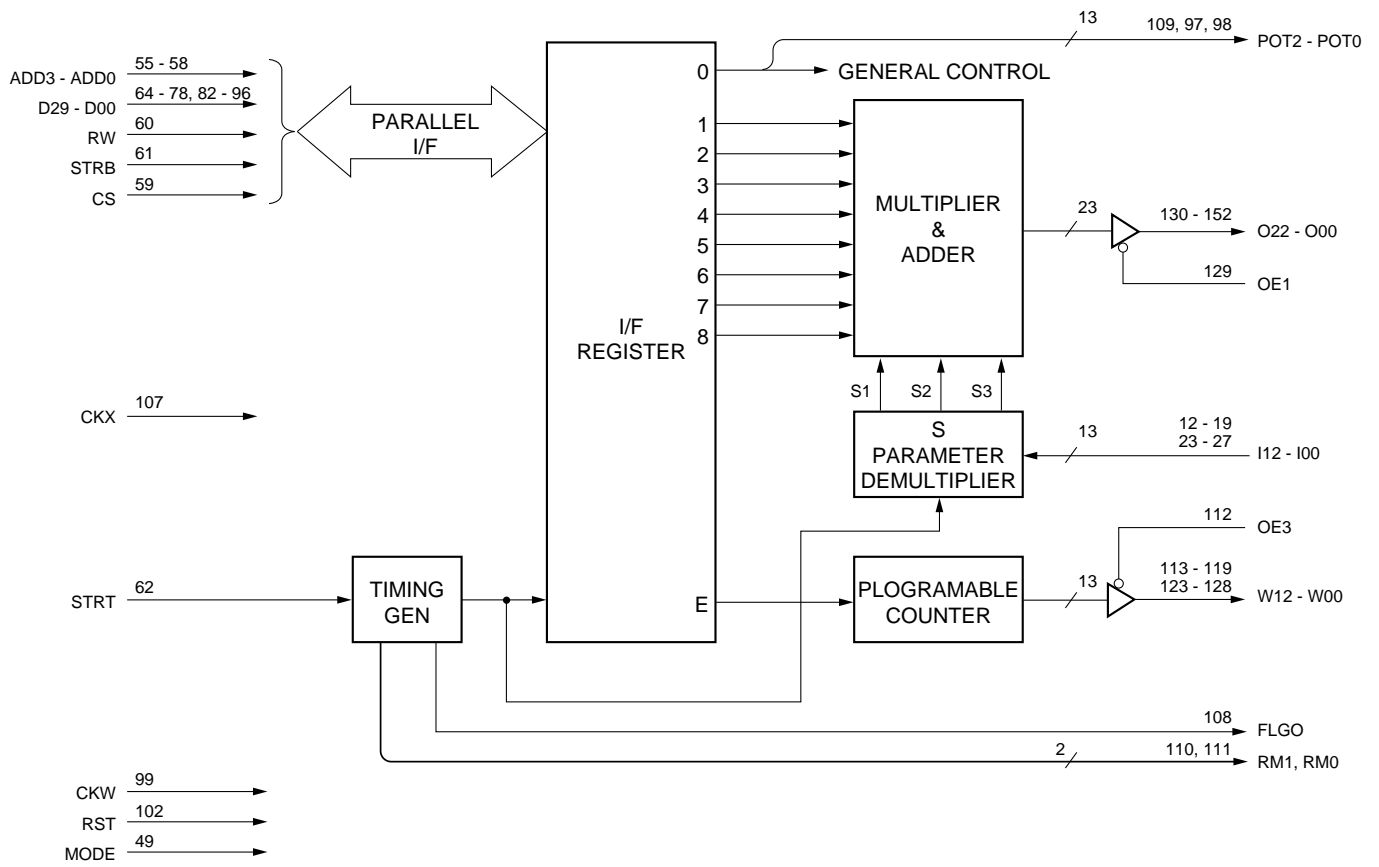 ADD3 - ADD0
55 - 58
D29 - D00
64 - 78, 82 - 96
RW
60
STRB
61
CS
59
PARALLEL
I/F
CKX
107
STRT
62
TIMING
GEN
CKW
99
RST
102
MODE
49
I/F
REGISTER
0
1
2
3
4
5
6
7
8
E
13
109, 97, 98
POT2 - POT0
GENERAL CONTROL
MULTIPLIER
&
ADDER
23
130 - 152
O22 - O00
129
OE1
S1
S2
S3
S
PARAMETER
DEMULTIPLIER
13
12 - 19
23 - 27
I12 - I00
112
OE3
PLOGRAMABLE
COUNTER
13
113 - 119
123 - 128
W12 - W00
108
FLGO
2
110, 111
RM1, RM0